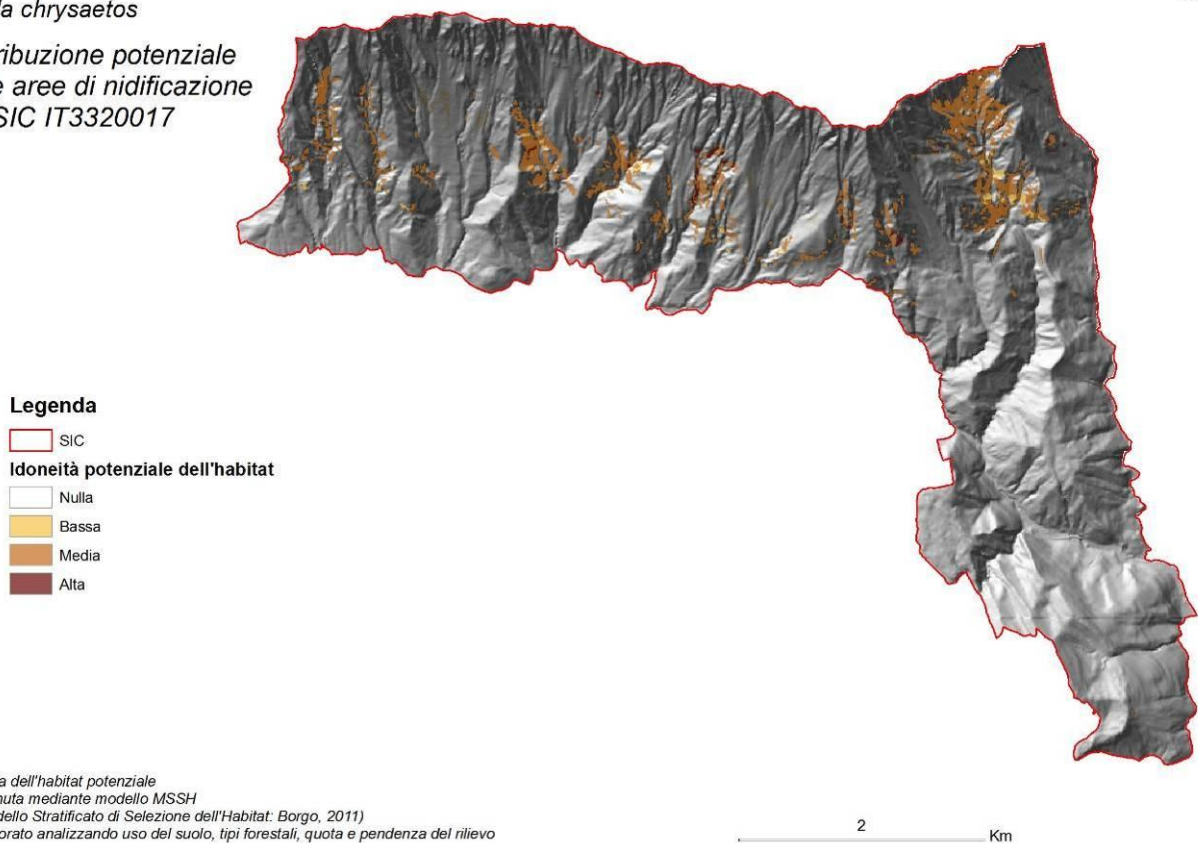 la chrysaetos
ribuzione potenziale
e aree di nidificazione
SIC IT3320017
Legenda
SIC
Idoneità potenziale dell'habitat
Nulla
Bassa
Media
Alta
a dell'habitat potenziale
nuta mediante modello MSSH
dello Stratificato di Selezione dell'Habitat: Borgo, 2011)
orato analizzando uso del suolo, tipi forestali, quota e pendenza del rilievo
2
Km